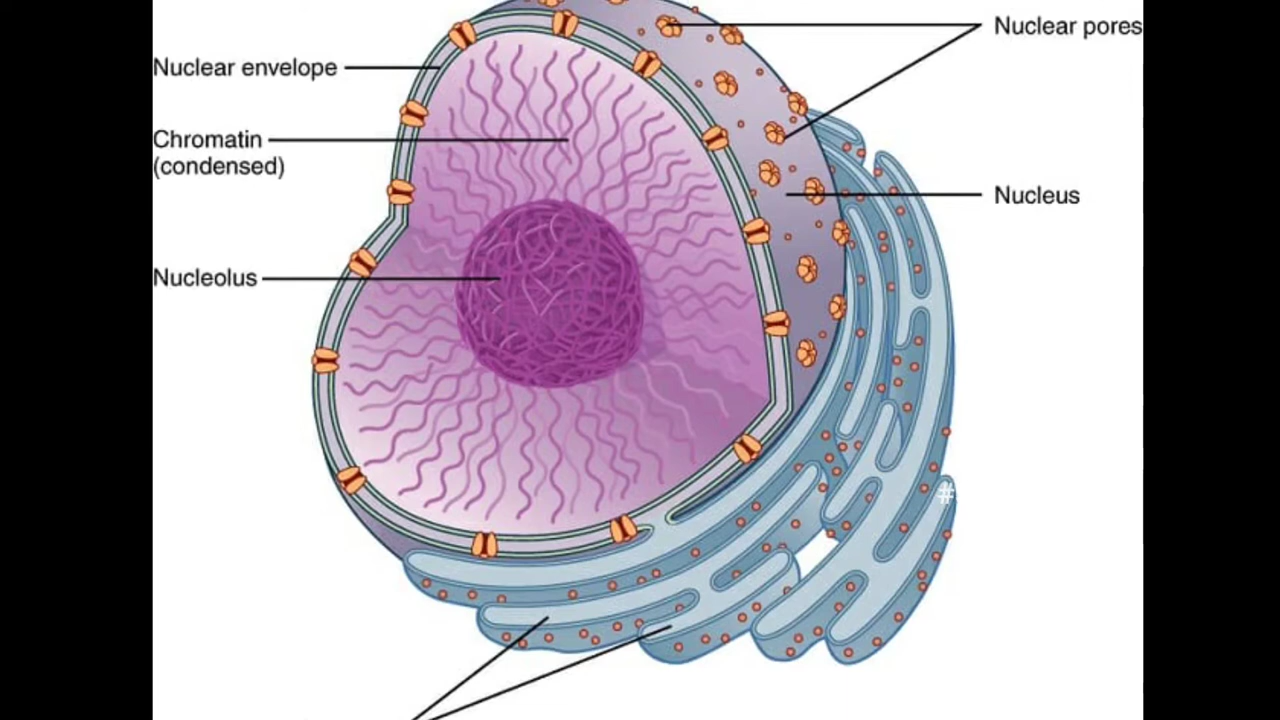 Nuclear pores
Nuclear envelope
Chromatin
(condensed)
Nucleus
Nucleolus
#